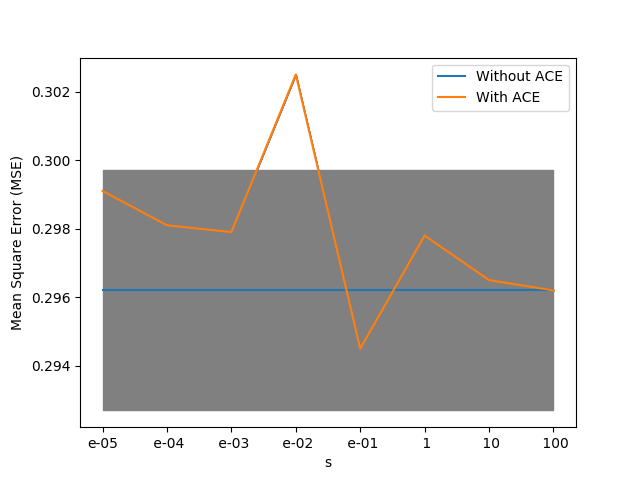 Without ACE
With ACE
0.302
0.300
0.298
0.296
0.294
Mean Square Error (MSE)
e-05 e-04 e-03 e-02 e-01 1 10 100
s